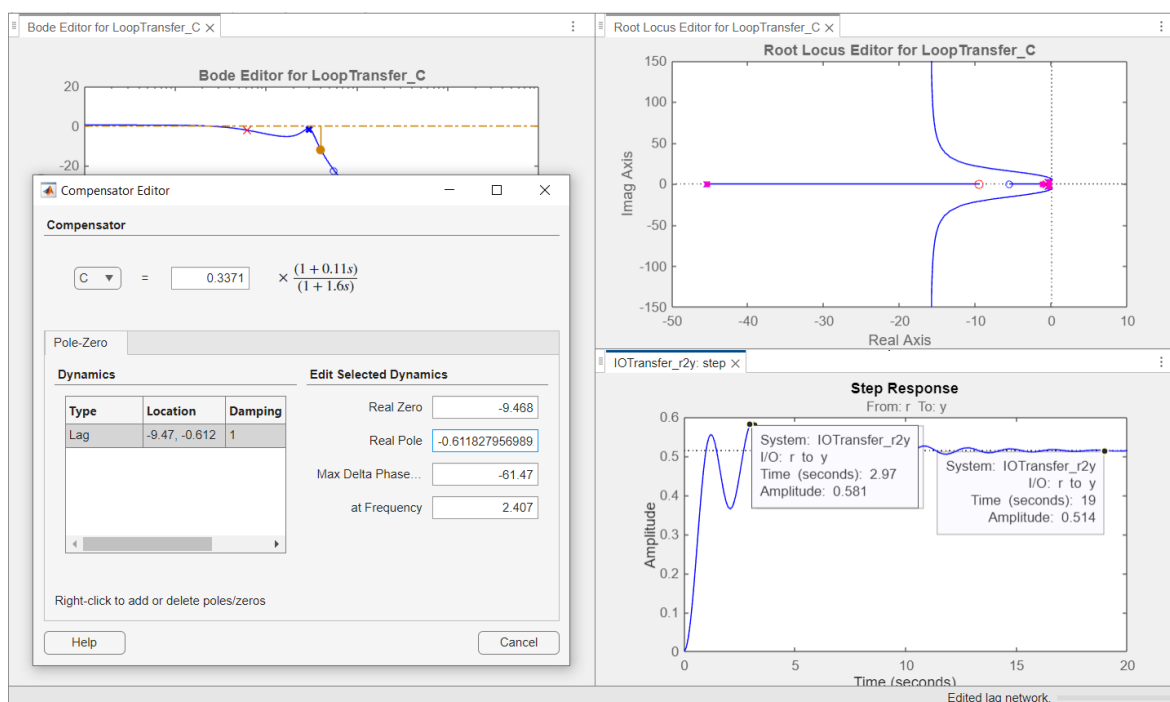 Bode Editor for LoopTransfer_C
Bode Editor for LoopTransfer_C
20
0
-20
Compensator Editor
Compensator
C = 0.3371 × (1 + 0.11s)
(1 + 1.6s)
Pole-Zero
Dynamics
Type Location Damping
Lag -9.47, -0.612 1
Edit Selected Dynamics
Real Zero -9.468
Real Pole -0.611827956989
Max Delta Phase... -61.47
at Frequency 2.407
Right-click to add or delete poles/zeros
Help Cancel
Root Locus Editor for LoopTransfer_C
Root Locus Editor for LoopTransfer_C
150
100
50
0
-50
-100
-150
Imag Axis
-50 -40 -30 -20 -10 0 10
Real Axis
IOTransfer_r2y: step
Step Response
From: r To: y
0.6
0.5
0.4
0.3
0.2
0.1
0
Amplitude
System: IOTransfer_r2y
I/O: r to y
Time (seconds): 2.97
Amplitude: 0.581
System: IOTransfer_r2y
I/O: r to y
Time (seconds): 19
Amplitude: 0.514
0 5 10 15 20
Time (seconds)
Edited lag network.